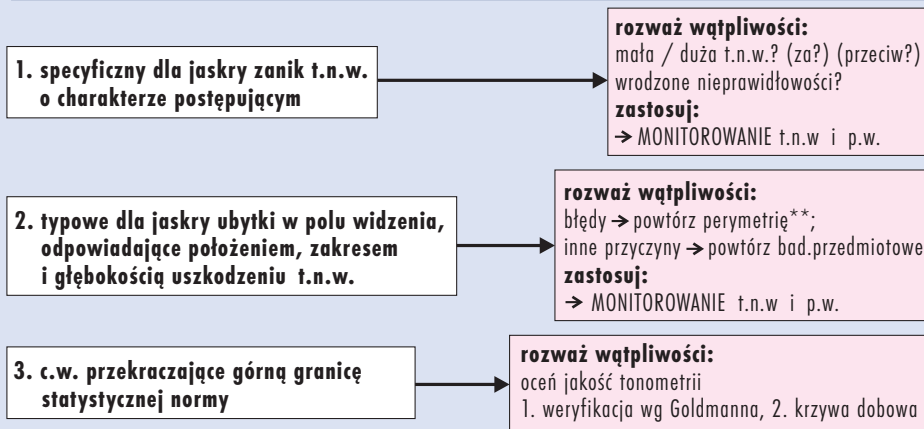 1. specyficzny dla jaskry zanik t.n.w.
o charakterze postępującym
rozważ wątpliwości:
mała / duża t.n.w.? (za?) (przeciw?)
wrodzone nieprawidłowości?
zastosuj:
→ MONITOROWANIE t.n.w i p.w.
2. typowe dla jaskry ubytki w polu widzenia,
odpowiadające położeniem, zakresem
i głębokością uszkodzeniu t.n.w.
rozważ wątpliwości:
błędy → powtórz perymetrię**;
inne przyczyny → powtórz bad.przedmiotowe
zastosuj:
→ MONITOROWANIE t.n.w i p.w.
3. c.w. przekraczające górną granicę
statystycznej normy
rozważ wątpliwości:
oceń jakość tonometrii
1. weryfikacja wg Goldmanna, 2. krzywa dobowa